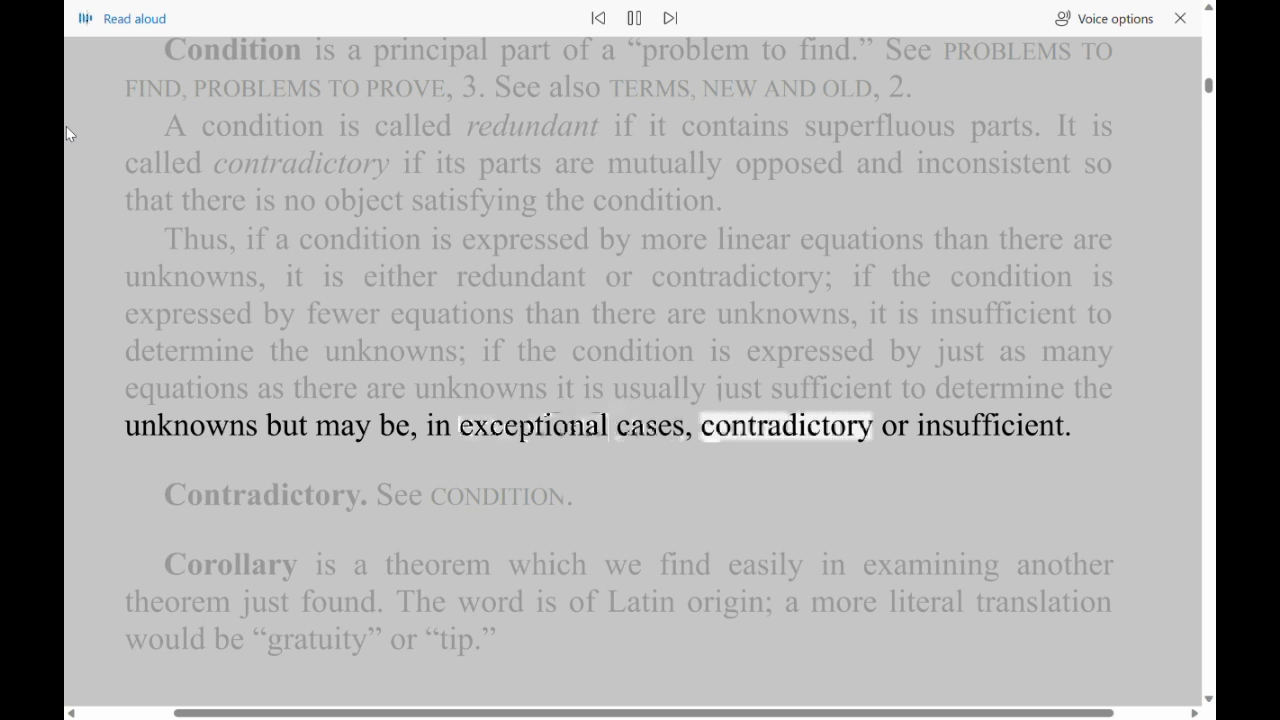 Read aloud
Voice options
Condition is a principal part of a “problem to find.” See PROBLEMS TO
FIND, PROBLEMS TO PROVE, 3. See also TERMS, NEW AND OLD, 2.
A condition is called redundant if it contains superfluous parts. It is
called contradictory if its parts are mutually opposed and inconsistent so
that there is no object satisfying the condition.
Thus, if a condition is expressed by more linear equations than there are
unknowns, it is either redundant or contradictory; if the condition is
expressed by fewer equations than there are unknowns, it is insufficient to
determine the unknowns; if the condition is expressed by just as many
equations as there are unknowns it is usually just sufficient to determine the
unknowns but may be, in exceptional cases, contradictory or insufficient.
Contradictory. See CONDITION.
Corollary is a theorem which we find easily in examining another
theorem just found. The word is of Latin origin; a more literal translation
would be “gratuity” or “tip.”